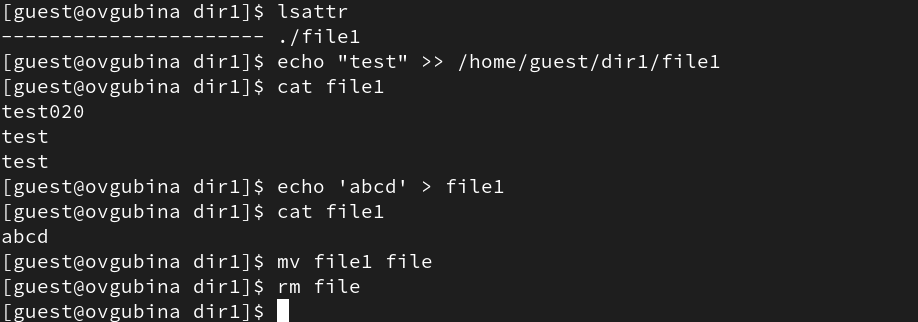 [guest@ovgubina dir1]$ lsattr
---------------------- ./file1
[guest@ovgubina dir1]$ echo "test" >> /home/guest/dir1/file1
[guest@ovgubina dir1]$ cat file1
test020
test
test
[guest@ovgubina dir1]$ echo 'abcd' > file1
[guest@ovgubina dir1]$ cat file1
abcd
[guest@ovgubina dir1]$ mv file1 file
[guest@ovgubina dir1]$ rm file
[guest@ovgubina dir1]$